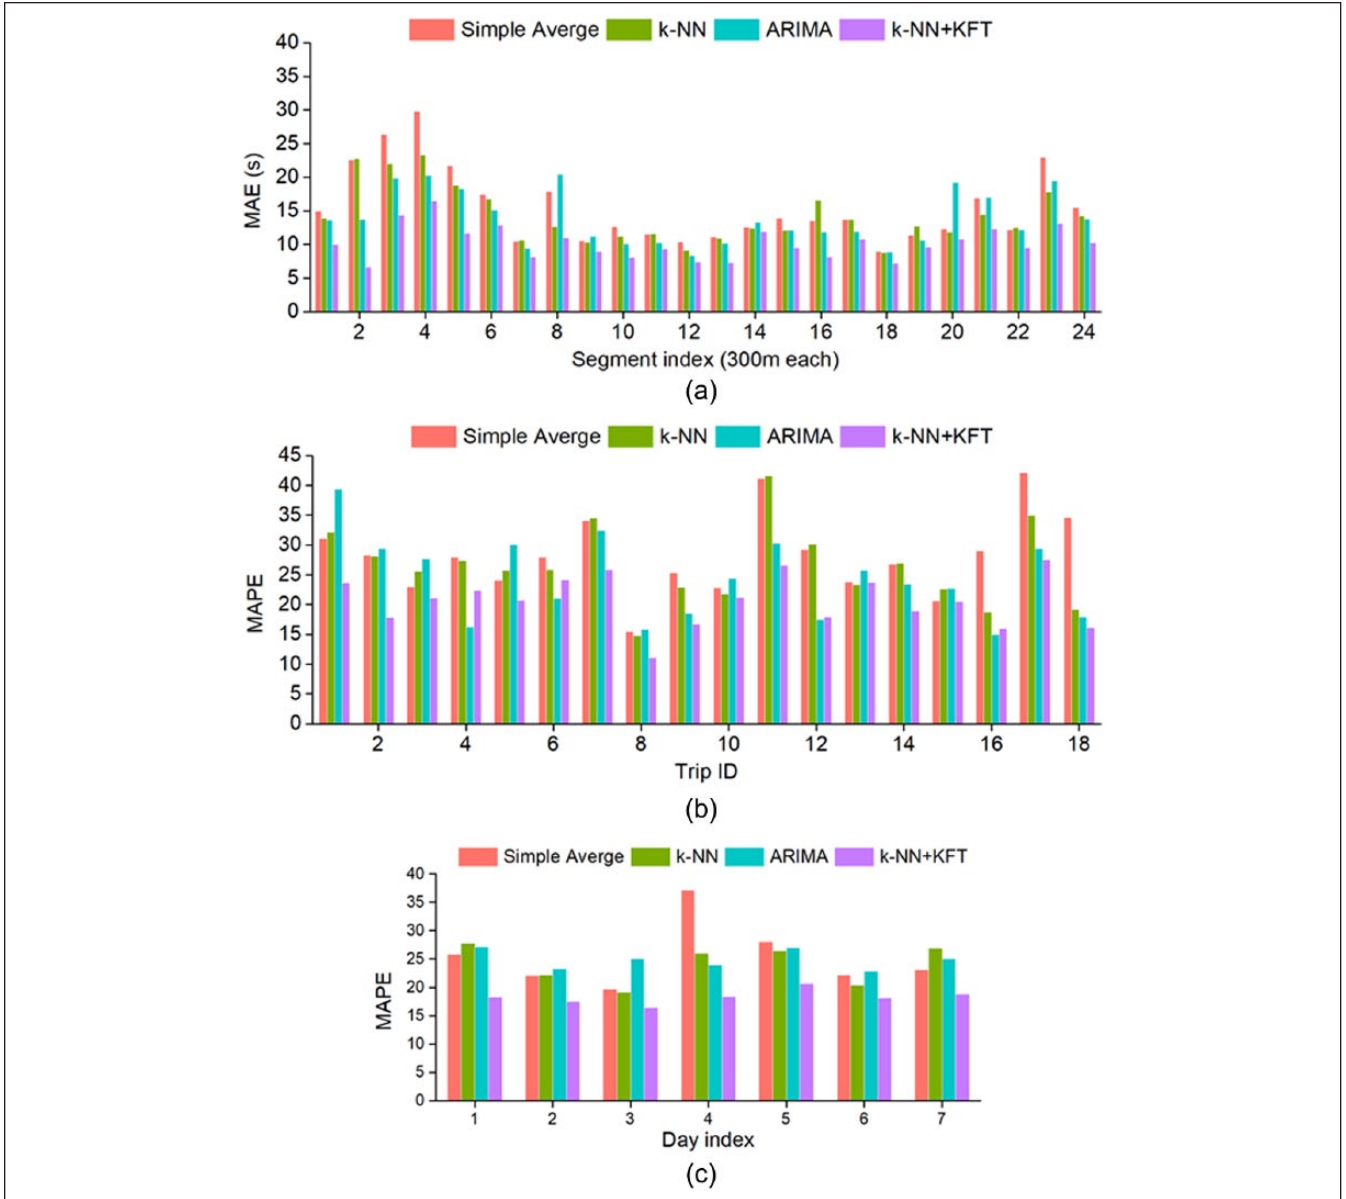 Simple Averge k-NN ARIMA k-NN+KFT
40
35
30
25
20
15
10
5
0
MAE (s)
2 4 6 8 10 12 14 16 18 20 22 24
Segment index (300m each)
(a)
Simple Averge k-NN ARIMA k-NN+KFT
45
40
35
30
25
20
15
10
5
0
MAPE
2 4 6 8 10 12 14 16 18
Trip ID
(b)
Simple Averge k-NN ARIMA k-NN+KFT
40
35
30
25
20
15
10
5
0
MAPE
1 2 3 4 5 6 7
Day index
(c)